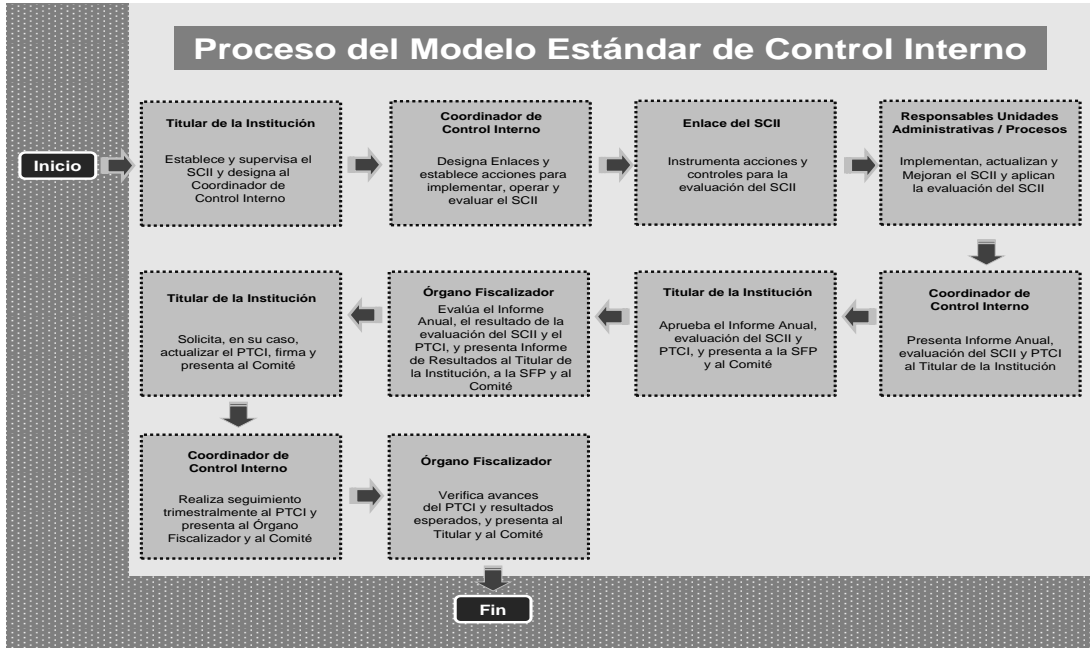 Proceso del Modelo Estándar de Control Interno
Inicio
Titular de la Institución
Establece y supervisa el
SCII y designa al
Coordinador de
Control Interno
Coordinador de
Control Interno
Designa Enlaces y
establece acciones para
implementar, operar y
evaluar el SCII
Enlace del SCII
Instrumenta acciones y
controles para la
evaluación del SCII
Responsables Unidades
Administrativas / Procesos
Implementan, actualizan y
Mejoran el SCII y aplican
la evaluación del SCII
Coordinador de
Control Interno
Presenta Informe Anual,
evaluación del SCII y PTCI
al Titular de la Institución
Titular de la Institución
Aprueba el Informe Anual,
evaluación del SCII y
PTCI, y presenta a la SFP
y al Comité
Órgano Fiscalizador
Evalúa el Informe
Anual, el resultado de la
evaluación del SCII y el
PTCI, y presenta Informe
de Resultados al Titular de
la Institución, a la SFP y al
Comité
Titular de la Institución
Solicita, en su caso,
actualizar el PTCI, firma y
presenta al Comité
Coordinador de
Control Interno
Realiza seguimiento
trimestralmente al PTCI y
presenta al Órgano
Fiscalizador y al Comité
Órgano Fiscalizador
Verifica avances
del PTCI y resultados
esperados, y presenta al
Titular y al Comité
Fin